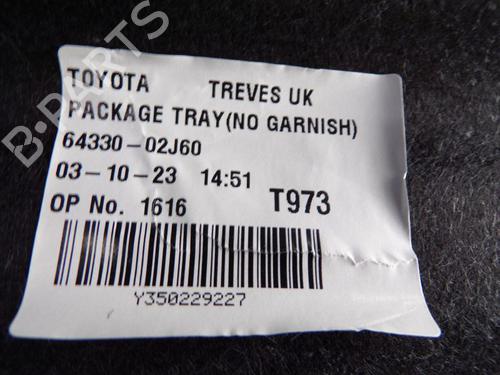 B-PARTS
TOYOTA TREVES UK
PACKAGE TRAY(NO GARNISH)
64330-02J60
03-10-23 14:51
OP No. 1616 T973
Y350229227